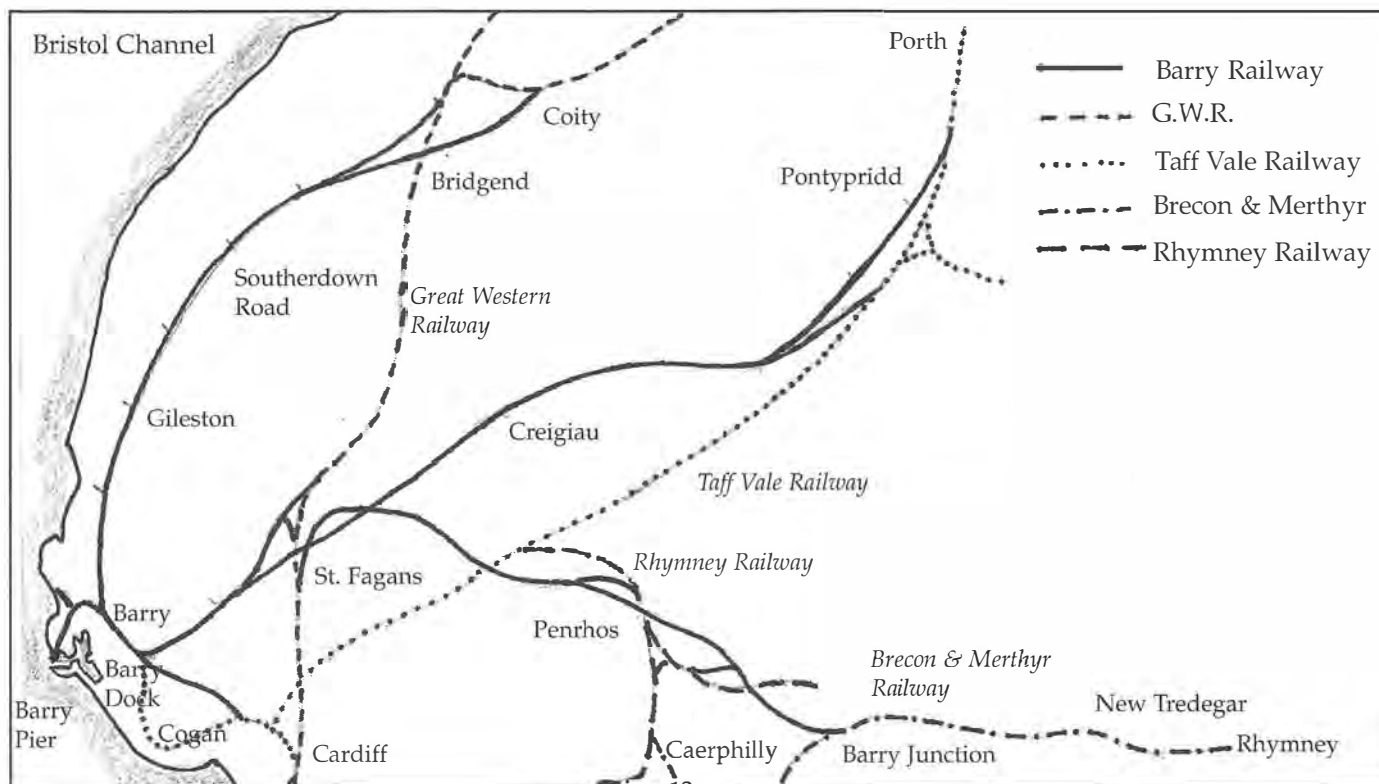 Bristol Channel
Porth
Barry Railway
G.W.R.
Taff Vale Railway
Brecon & Merthyr
Rhymney Railway
Coity
Bridgend
Pontypridd
Southerdown
Road
Great Western
Railway
Gileston
Creigiau
Taff Vale Railway
St. Fagans
Rhymney Railway
Barry
Penrhos
Barry
Dock
Brecon & Merthyr
Railway
Barry
Pier
Cogan
Cardiff
Caerphilly
Barry Junction
New Tredegar
Rhymney